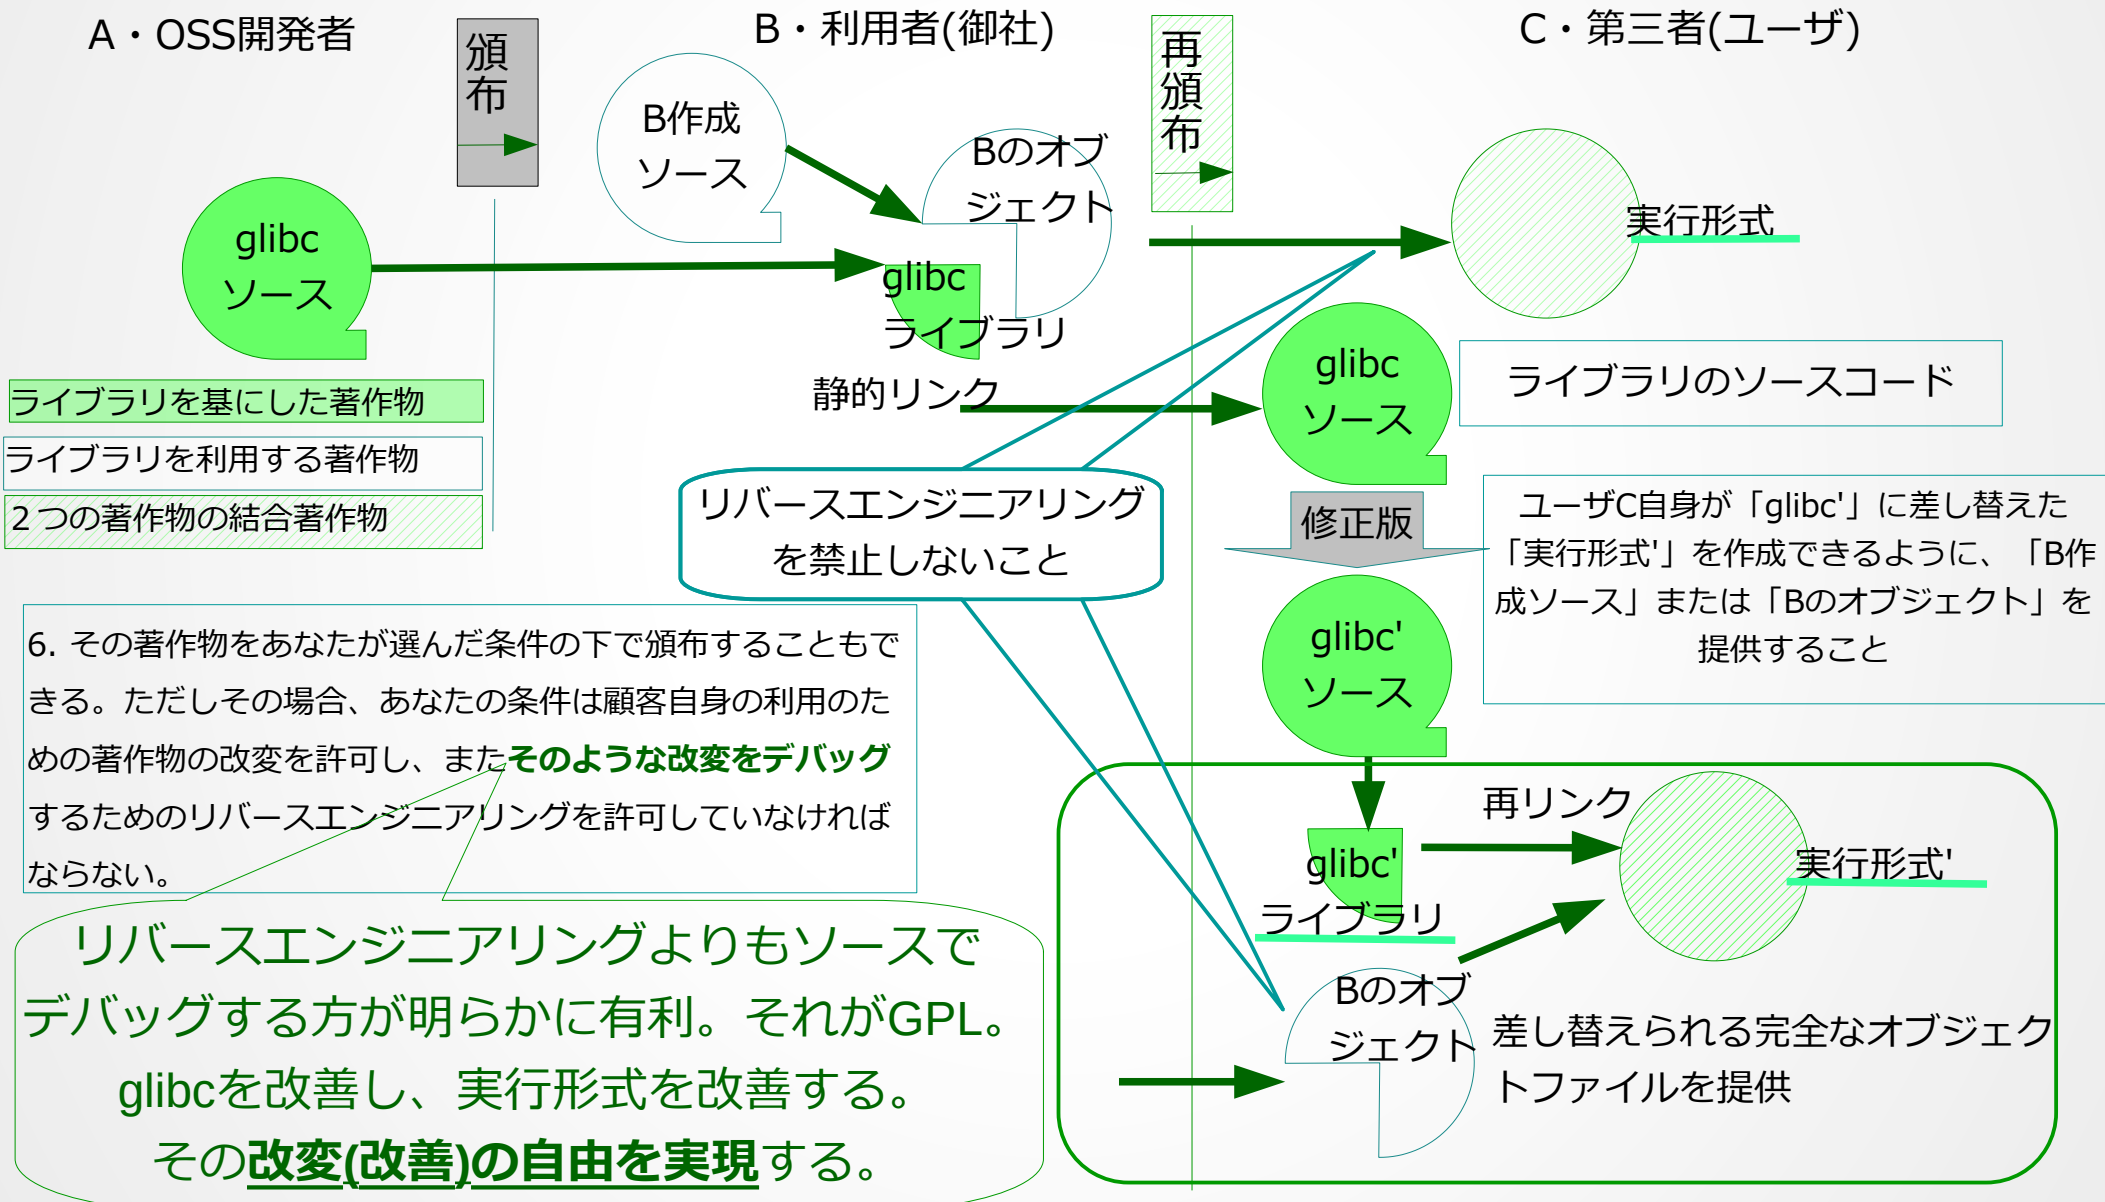 A・OSS開発者
頒布
B・利用者(御社)
再頒布
C・第三者(ユーザ)
B作成
ソース
Bのオブ
ジェクト
glibc
ソース
glibc
ライブラリ
静的リンク
実行形式
glibc
ソース
ライブラリのソースコード
ライブラリを基にした著作物
ライブラリを利用する著作物
2つの著作物の結合著作物
リバースエンジニアリング
を禁止しないこと
修正版
ユーザC自身が「glibc'」に差し替えた
「実行形式'」を作成できるように、「B作
成ソース」または「Bのオブジェクト」を
提供すること
glibc'
ソース
6. その著作物をあなたが選んだ条件の下で頒布することもで
きる。ただしその場合、あなたの条件は顧客自身の利用のた
めの著作物の改変を許可し、またそのような改変をデバッグ
するためのリバースエンジニアリングを許可していなければ
ならない。
再リンク
glibc'
ライブラリ
実行形式'
Bのオブ
ジェクト
差し替えられる完全なオブジェク
トファイルを提供
リバースエンジニアリングよりもソースで
デバッグする方が明らかに有利。それがGPL。
glibcを改善し、実行形式を改善する。
その改変(改善)の自由を実現する。